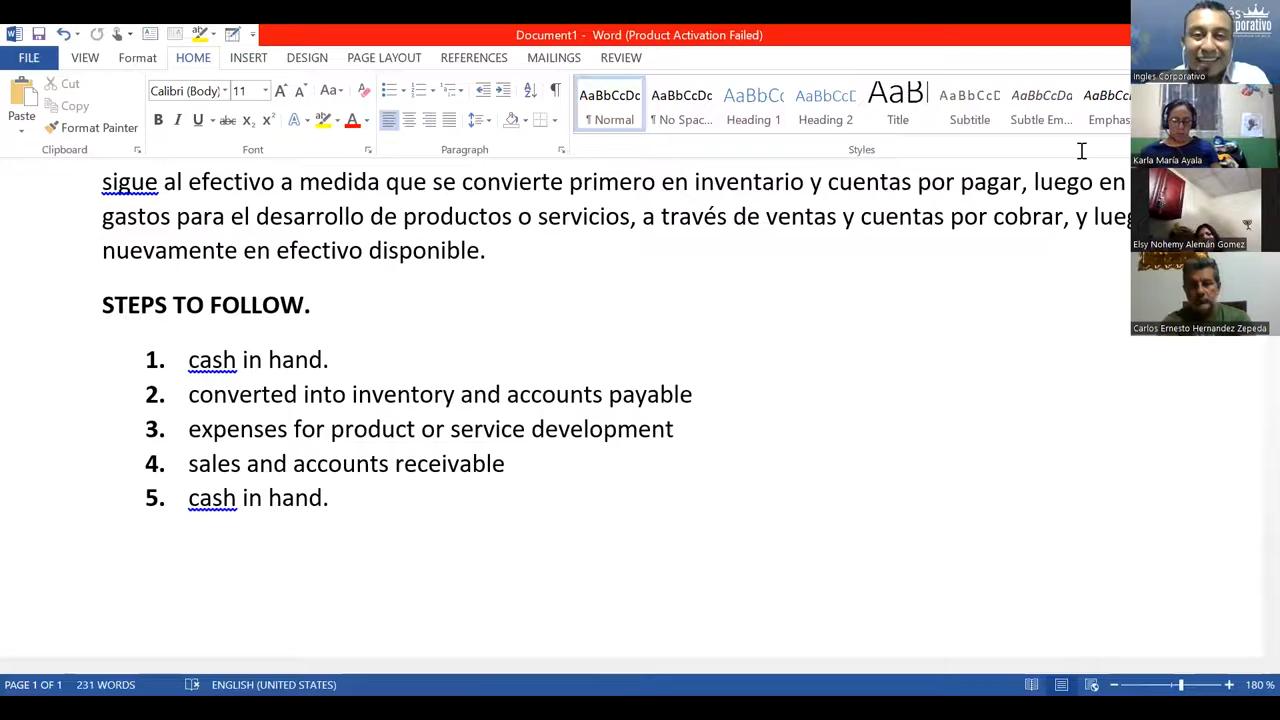 Document1 - Word (Product Activation Failed)
FILE VIEW Format HOME INSERT DESIGN PAGE LAYOUT REFERENCES MAILINGS REVIEW
Paste
Cut
Copy
Format Painter
Clipboard
Calibri (Body) 11
Font
Paragraph
AaBbCcDc AaBbCcDc AaBbCc AaBbCcD AaB AaBbCcD AaBbCcDc AaBbCcDc
¶ Normal ¶ No Spac... Heading 1 Heading 2 Title Subtitle Subtle Em... Emphas
Styles
sigue al efectivo a medida que se convierte primero en inventario y cuentas por pagar, luego en
gastos para el desarrollo de productos o servicios, a través de ventas y cuentas por cobrar, y lueg
nuevamente en efectivo disponible.
STEPS TO FOLLOW.
1. cash in hand.
2. converted into inventory and accounts payable
3. expenses for product or service development
4. sales and accounts receivable
5. cash in hand.
Ingles Corporativo
Karla María Ayala
Elsy Nohemy Alemán Gomez
Carlos Ernesto Hernandez Zepeda
PAGE 1 OF 1 231 WORDS ENGLISH (UNITED STATES) 180 %